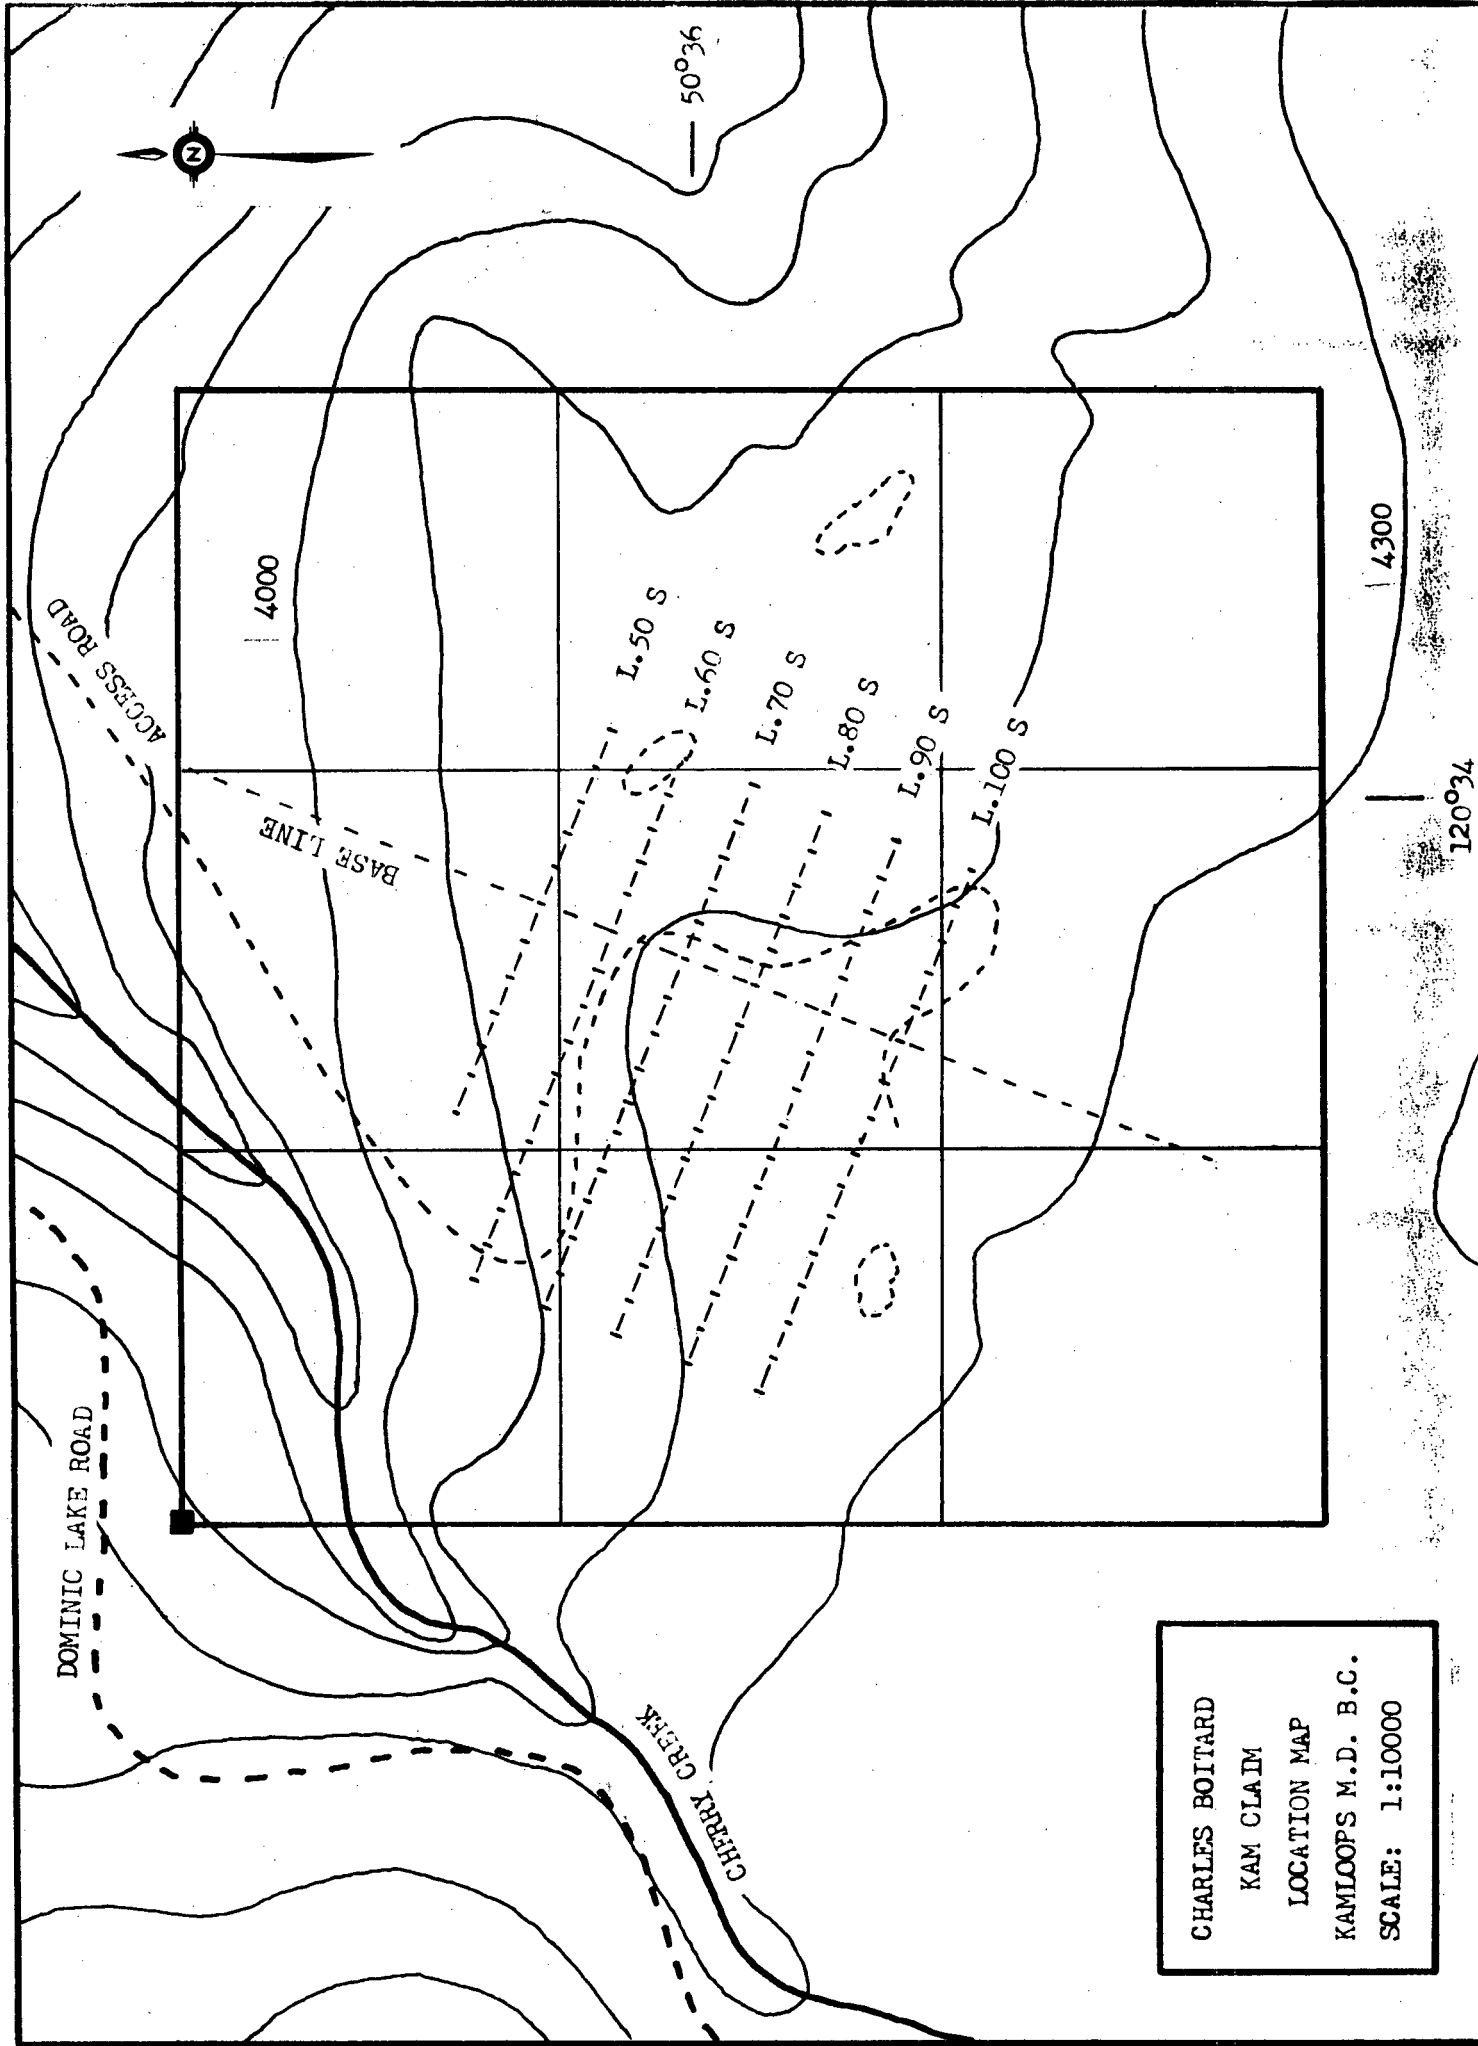 DOMINIC LAKE ROAD
ACCESS ROAD
N
50°36
4000
BASE LINE
L.50 S
L.60 S
L.70 S
L.80 S
L.90 S
L.100 S
CHERRY CREEK
4300
120°34
CHARLES BOITARD
KAM CLAIM
LOCATION MAP
KAMLOOPS M.D. B.C.
SCALE: 1:10000